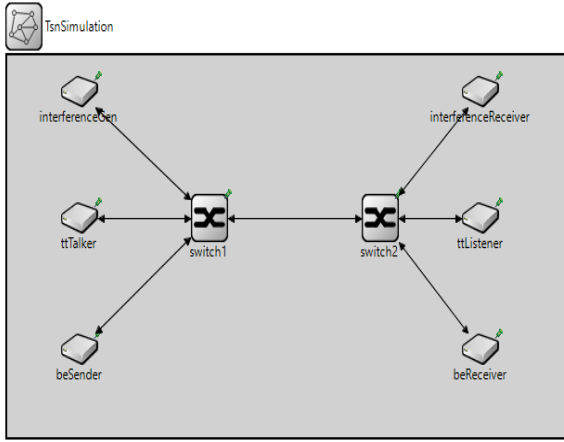 TsnSimulation
interferenceGen
interferenceReceiver
ttTalker
switch1
switch2
ttListener
beSender
beReceiver